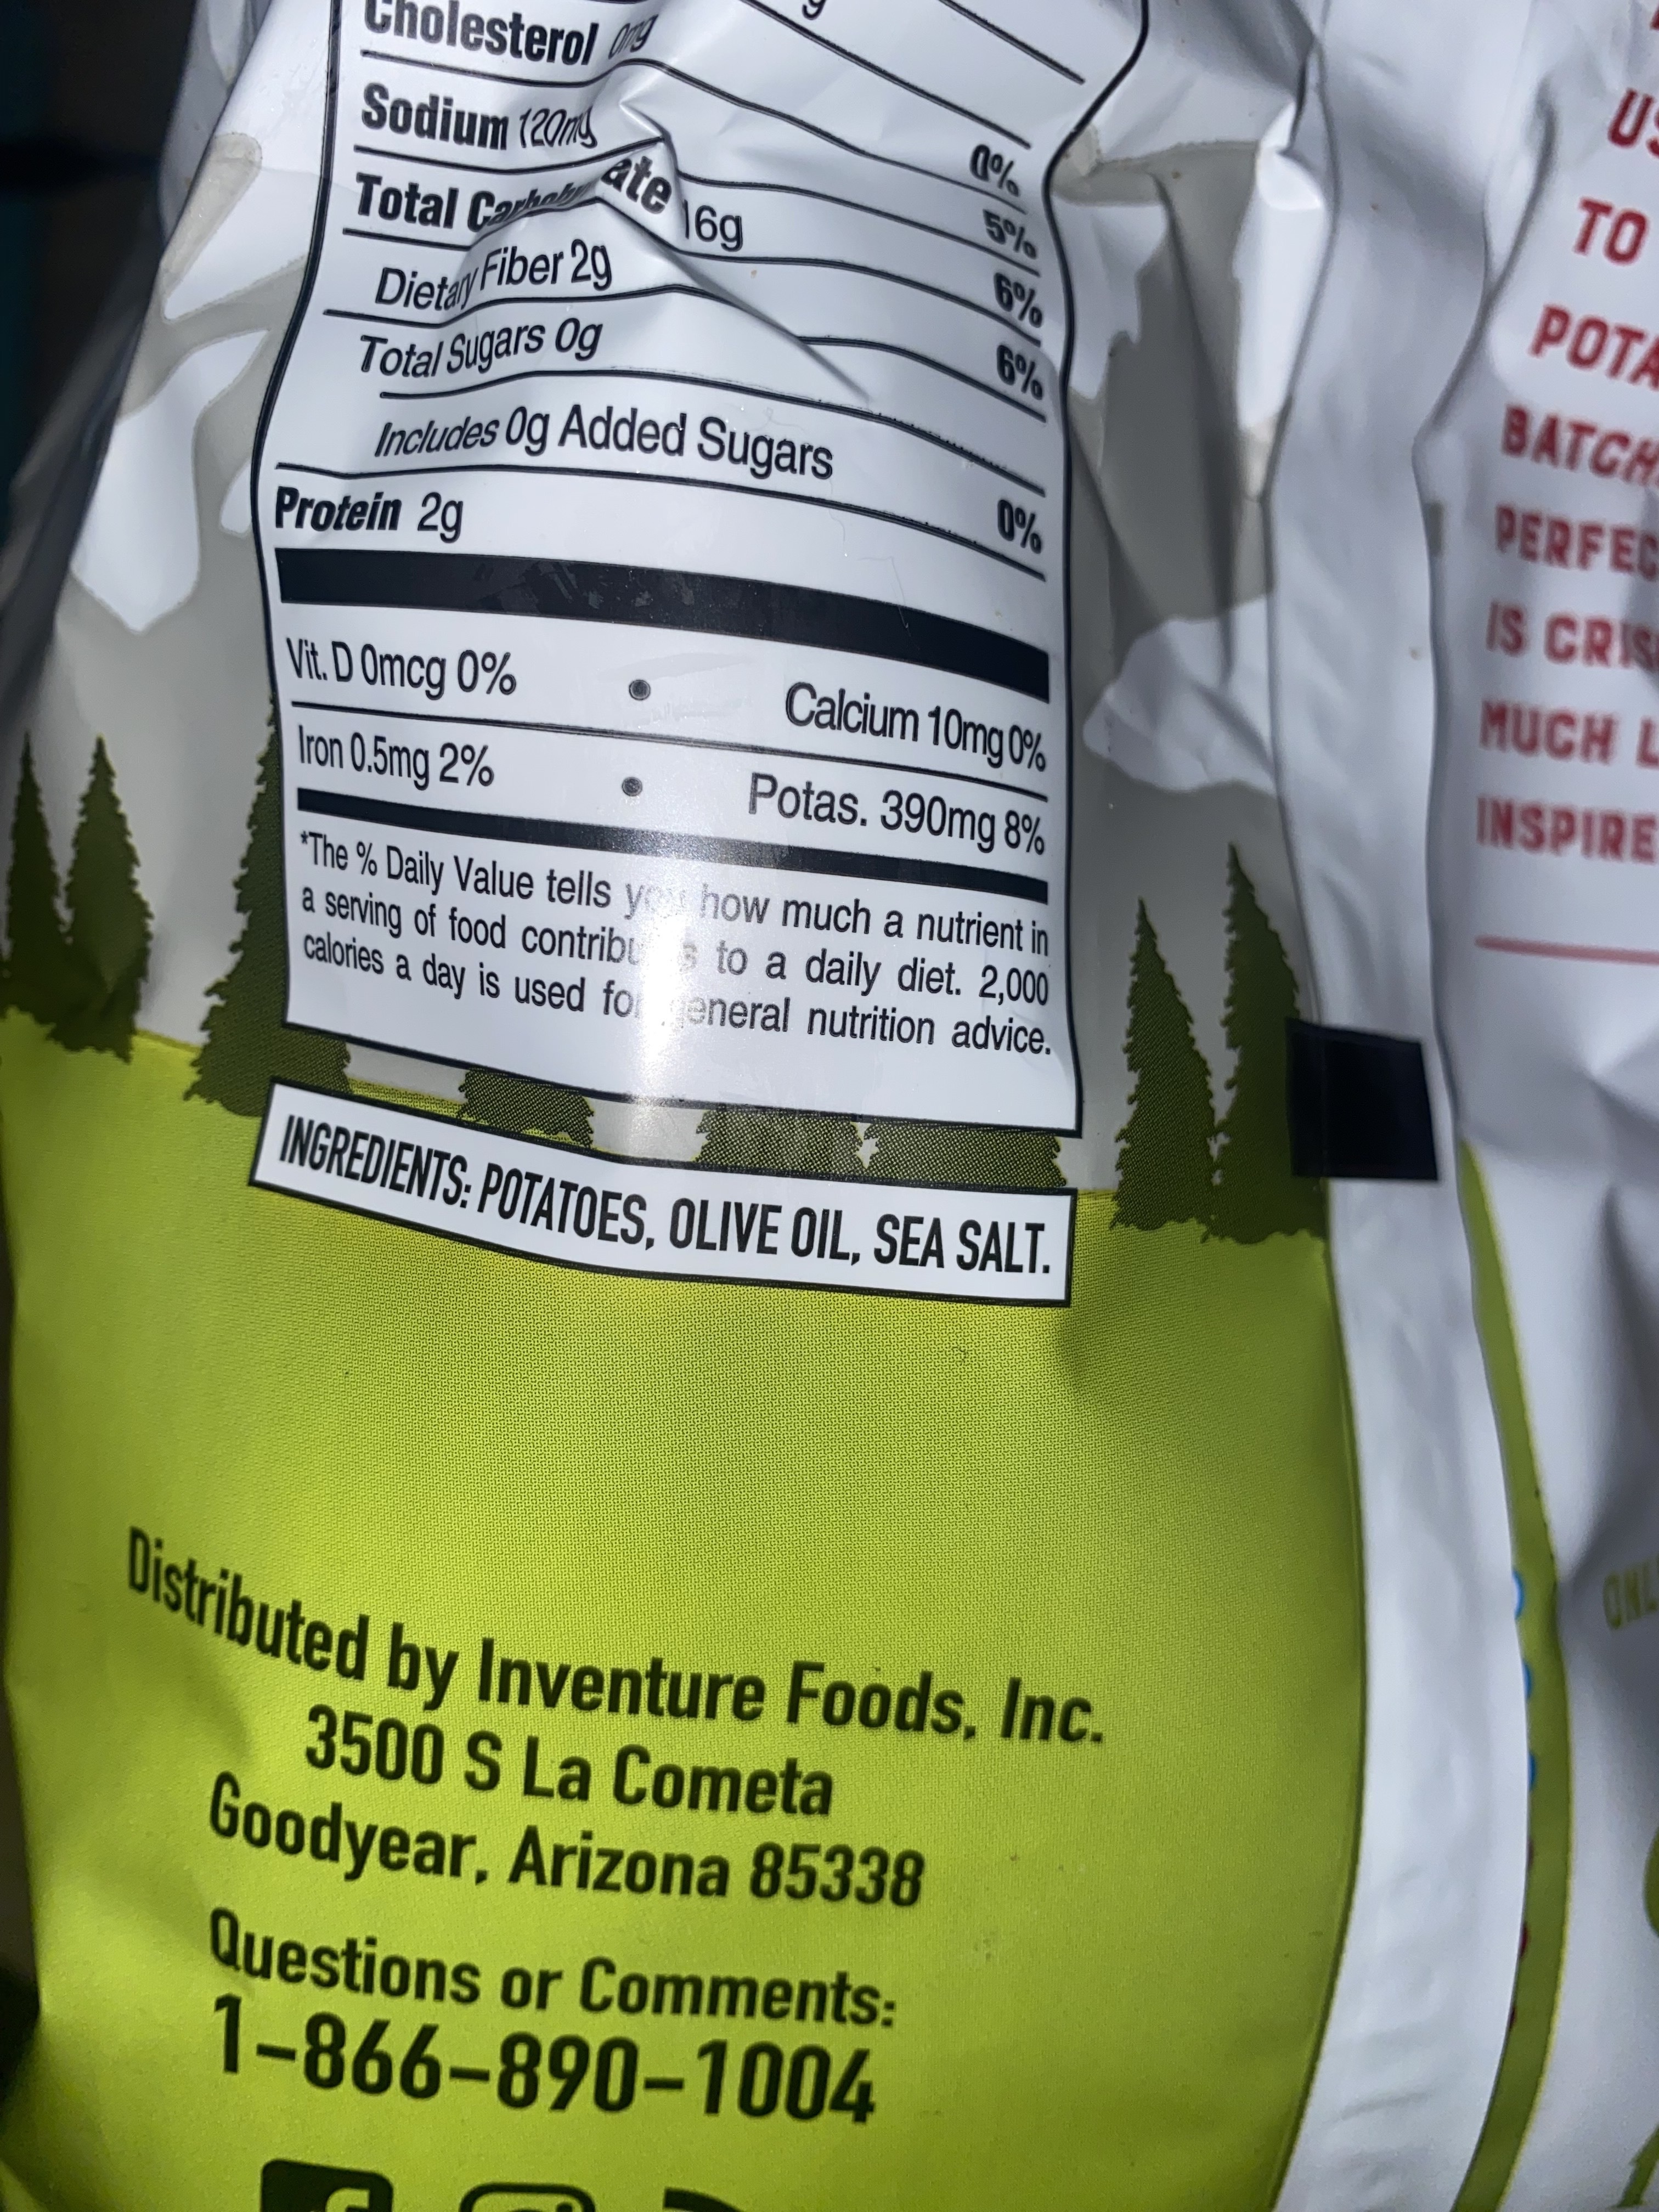 Cholesterol 0mg 0%
Sodium 120mg 5%
Total Carbohydrate 16g 6%
Dietary Fiber 2g 6%
Total Sugars 0g
Includes 0g Added Sugars 0%
Protein 2g
Vit. D 0mcg 0% • Calcium 10mg 0%
Iron 0.5mg 2% • Potas. 390mg 8%
*The % Daily Value tells you how much a nutrient in
a serving of food contributes to a daily diet. 2,000
calories a day is used for general nutrition advice.
INGREDIENTS: POTATOES, OLIVE OIL, SEA SALT.
Distributed by Inventure Foods, Inc.
3500 S La Cometa
Goodyear, Arizona 85338
Questions or Comments:
1-866-890-1004
US
TO
POTA
BATCH
PERFEC
IS CRIS
MUCH L
INSPIRE
ONL